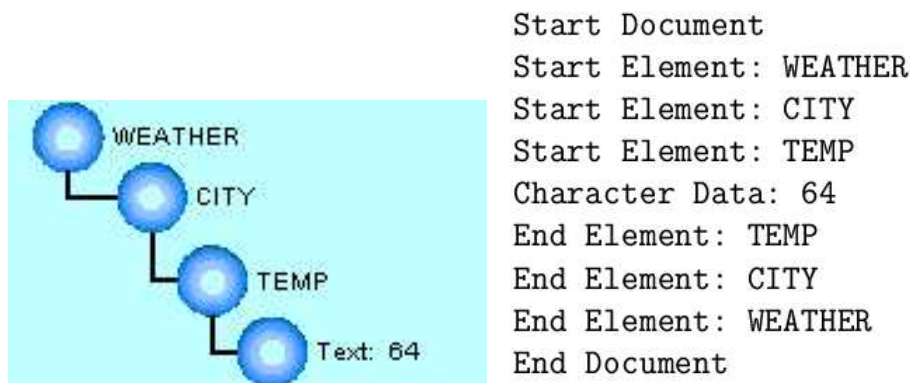 WEATHER
CITY
TEMP
Text: 64
Start Document
Start Element: WEATHER
Start Element: CITY
Start Element: TEMP
Character Data: 64
End Element: TEMP
End Element: CITY
End Element: WEATHER
End Document